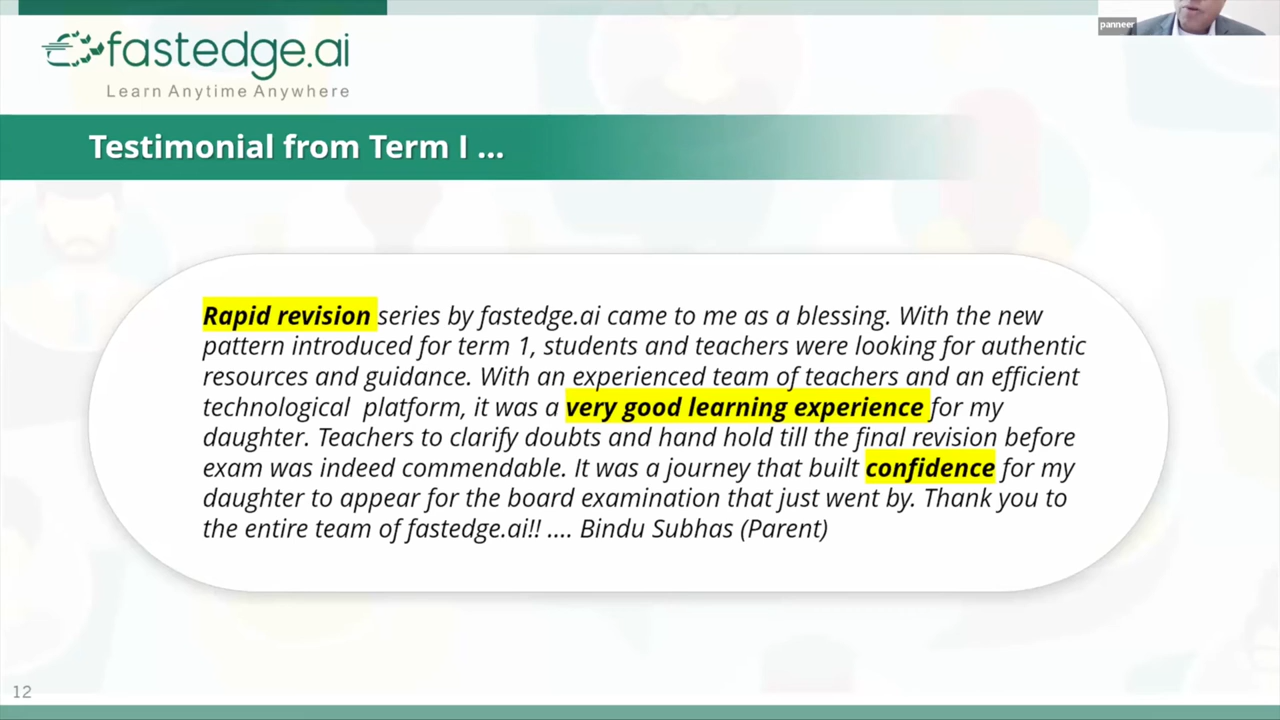 panneer
fastedge.ai
Learn Anytime Anywhere
Testimonial from Term I ...
Rapid revision series by fastedge.ai came to me as a blessing. With the new
pattern introduced for term 1, students and teachers were looking for authentic
resources and guidance. With an experienced team of teachers and an efficient
technological platform, it was a very good learning experience for my
daughter. Teachers to clarify doubts and hand hold till the final revision before
exam was indeed commendable. It was a journey that built confidence for my
daughter to appear for the board examination that just went by. Thank you to
the entire team of fastedge.ai!! .... Bindu Subhas (Parent)
12